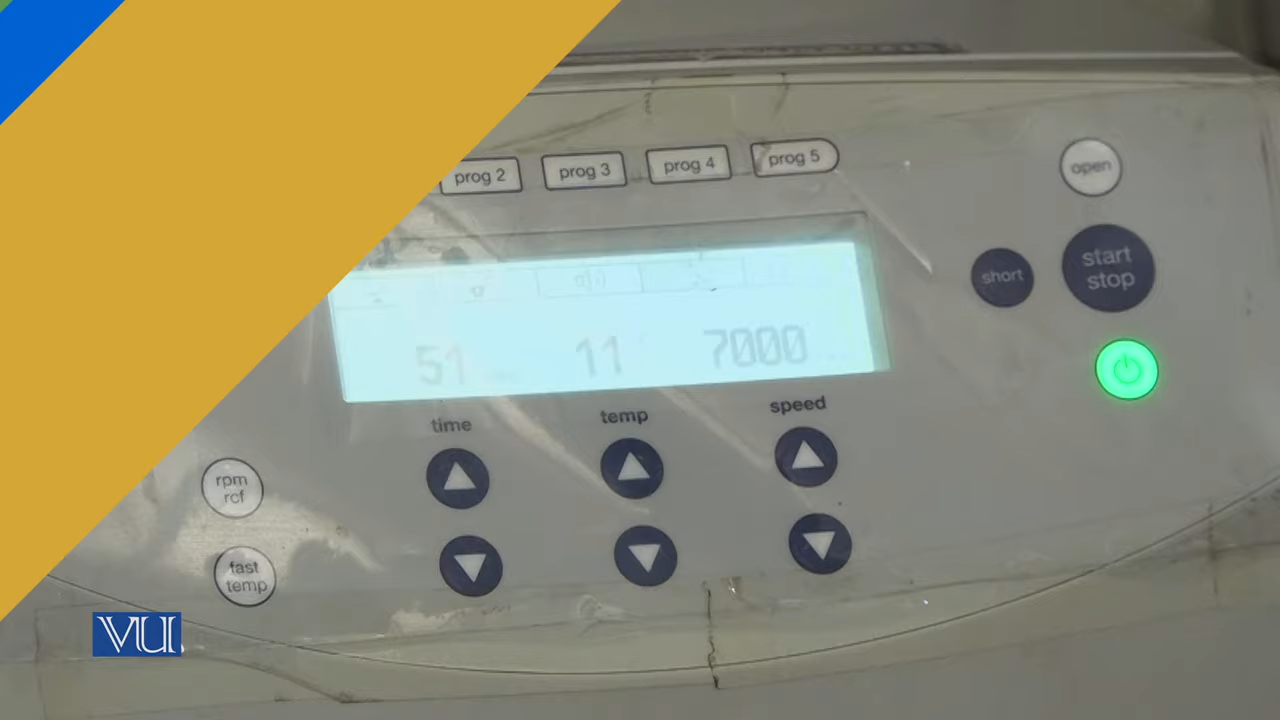 prog 2 prog 3 prog 4 prog 5
open
short
start
stop
51 11 7000
time temp speed
rpm
rcf
fast
temp
VU